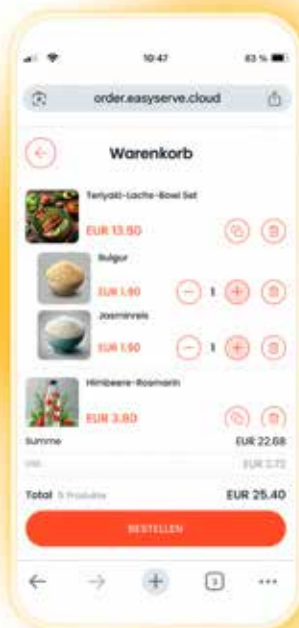 10:47
83 %
order.easyserve.cloud
Warenkorb
Teriyaki-Lachs-Bowl Set
EUR 13.90
Bulgur
EUR 1.90
1
Jasminreis
EUR 1.90
1
Himbeere-Rosmarin
EUR 3.80
Summe EUR 22.68
EUR 2.72
Total 5 Produkte EUR 25.40
BESTELLEN
3